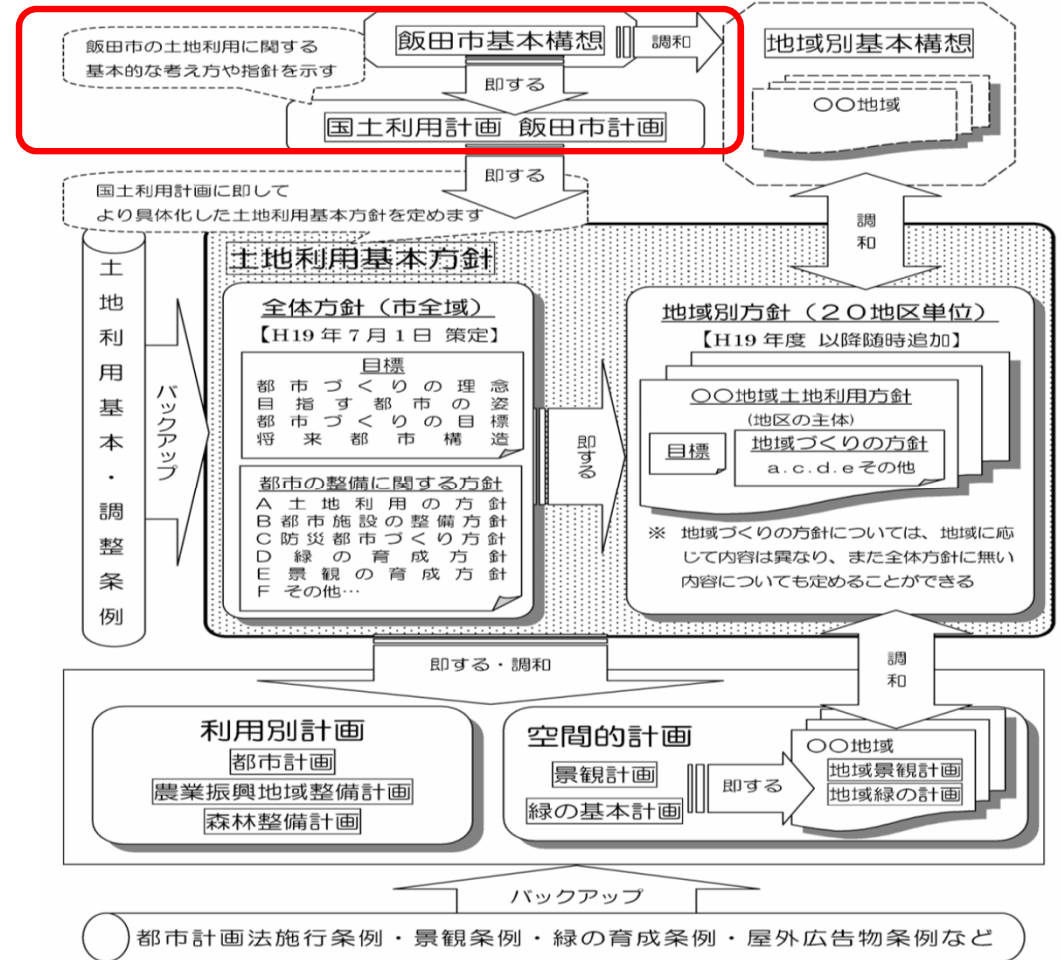 飯田市の土地利用に関する
基本的な考え方や指針を示す
飯田市基本構想
調和
地域別基本構想
〇〇地域
即する
国土利用計画 飯田市計画
即する
国土利用計画に即して
より具体化した土地利用基本方針を定めます
調和
土地利用基本・調整条例
バックアップ
土地利用基本方針
全体方針（市全域）
【H19年7月1日 策定】
目標
都市づくりの理念
目指す都市の姿
都市づくりの目標
将来都市構造
都市の整備に関する方針
A 土地利用の方針
B 都市施設の整備方針
C 防災都市づくり方針
D 緑の育成方針
E 景観の育成方針
F その他…
即する
地域別方針（２０地区単位）
【H19年度 以降随時追加】
〇〇地域土地利用方針
(地区の主体)
目標
地域づくりの方針
a.c.d.eその他
※ 地域づくりの方針については、地域に応
じて内容は異なり、また全体方針に無い
内容についても定めることができる
即する・調和
調和
利用別計画
都市計画
農業振興地域整備計画
森林整備計画
空間的計画
景観計画
緑の基本計画
即する
〇〇地域
地域景観計画
地域緑の計画
バックアップ
都市計画法施行条例・景観条例・緑の育成条例・屋外広告物条例など